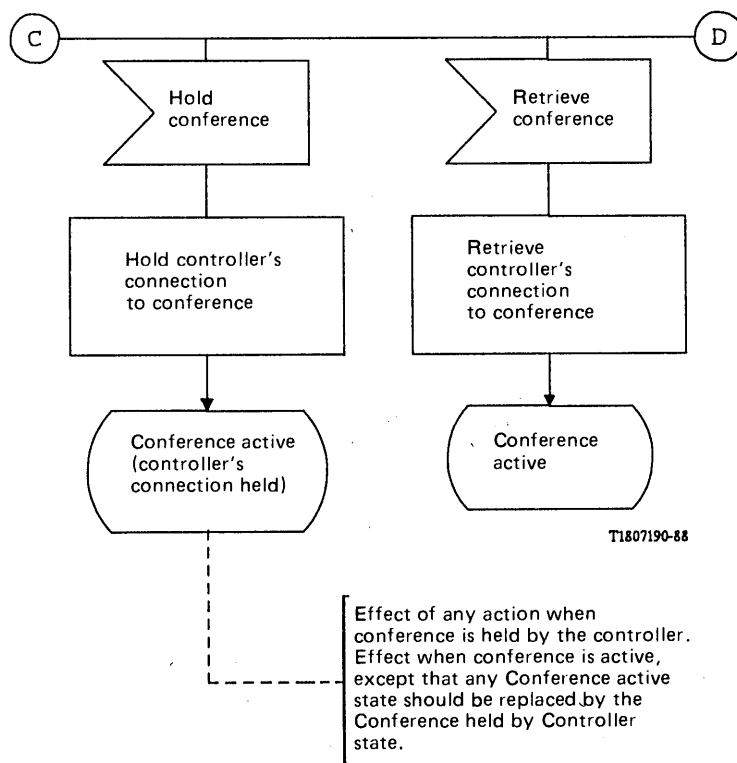 C
D
Hold
conference
Retrieve
conference
Hold controller's
connection
to conference
Retrieve
controller's
connection
to conference
Conference active
(controller's
connection held)
Conference
active
T1807190-88
Effect of any action when
conference is held by the controller.
Effect when conference is active,
except that any Conference active
state should be replaced by the
Conference held by Controller
state.